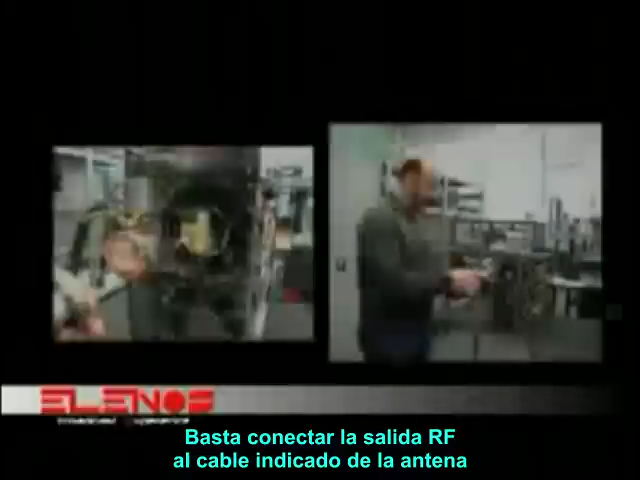 ELENOS
Basta conectar la salida RF
al cable indicado de la antena